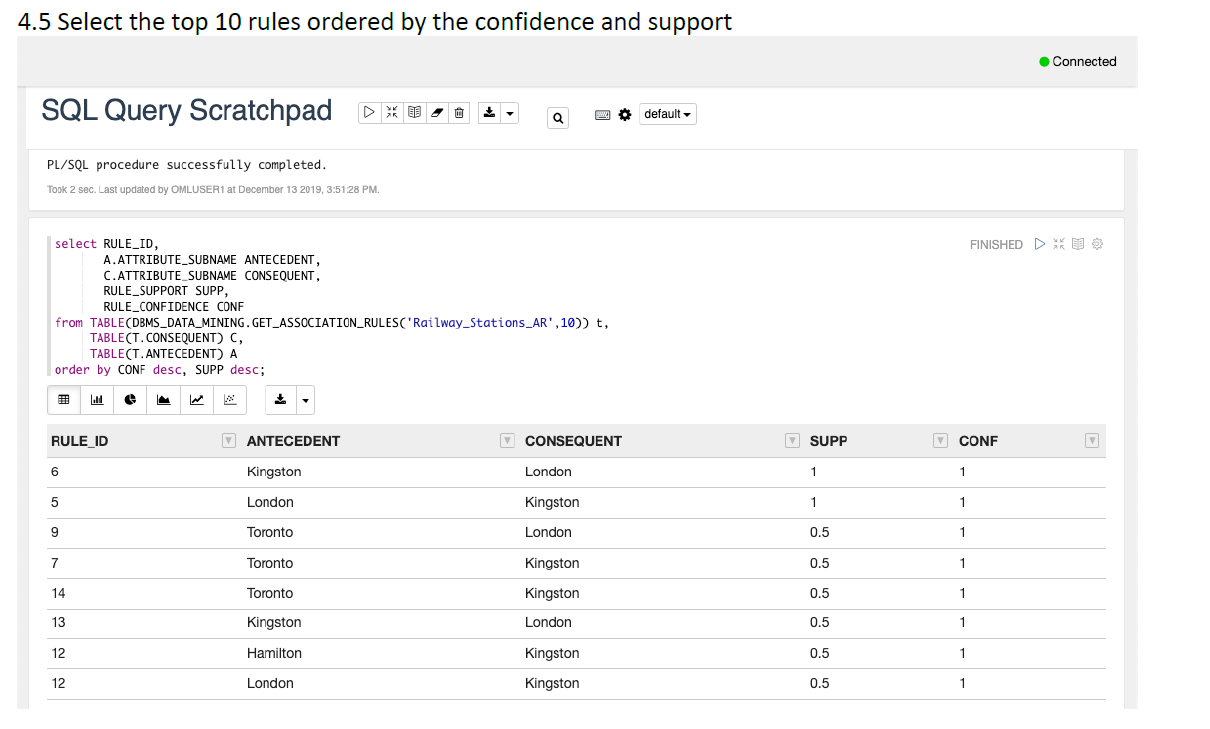 4.5 Select the top 10 rules ordered by the confidence and support
Connected
SQL Query Scratchpad
default
PL/SQL procedure successfully completed.
Took 2 sec. Last updated by OMLUSER1 at December 13 2019, 3:51:28 PM.
select RULE_ID,
FINISHED
A.ATTRIBUTE_SUBNAME ANTECEDENT,
C.ATTRIBUTE_SUBNAME CONSEQUENT,
RULE_SUPPORT SUPP,
RULE_CONFIDENCE CONF
from TABLE(DBMS_DATA_MINING.GET_ASSOCIATION_RULES('Railway_Stations_AR',10)) t,
TABLE(T.CONSEQUENT) C,
TABLE(T.ANTECEDENT) A
order by CONF desc, SUPP desc;
RULE_ID ANTECEDENT CONSEQUENT SUPP CONF
6 Kingston London 1 1
5 London Kingston 1 1
9 Toronto London 0.5 1
7 Toronto Kingston 0.5 1
14 Toronto Kingston 0.5 1
13 Kingston London 0.5 1
12 Hamilton Kingston 0.5 1
12 London Kingston 0.5 1